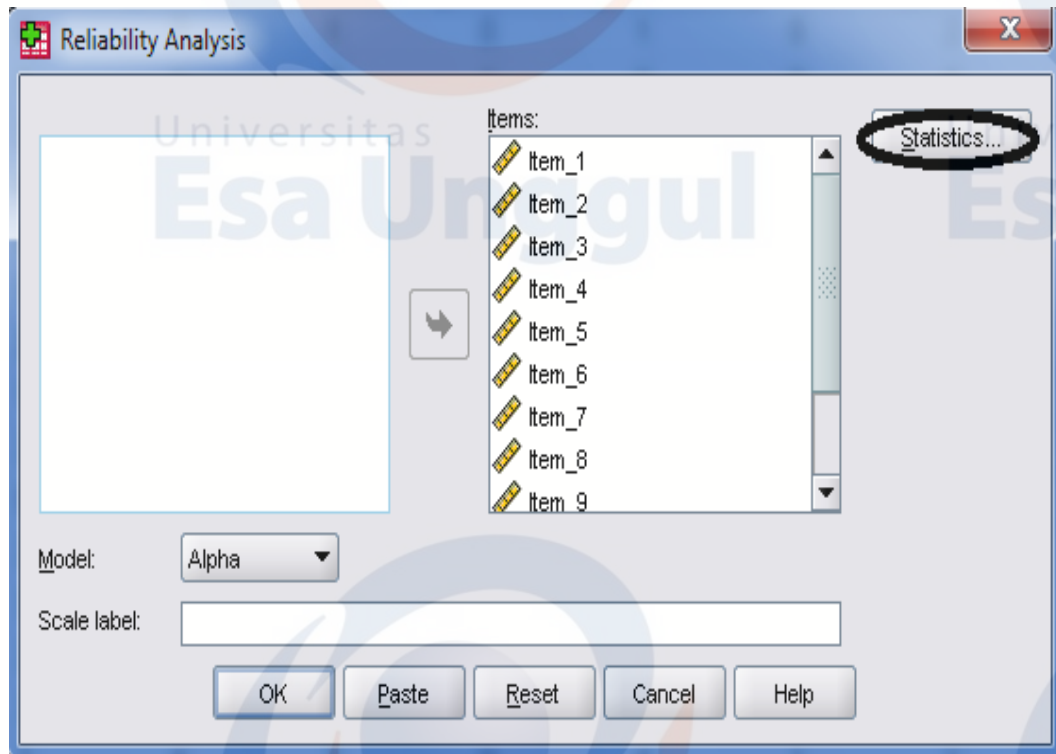 Reliability Analysis
X
Universitas
Esa Unggul
Items:
Statistics...
Item_1
Item_2
Item_3
Item_4
Item_5
Item_6
Item_7
Item_8
Item_9
Model:
Alpha
Scale label:
OK
Paste
Reset
Cancel
Help